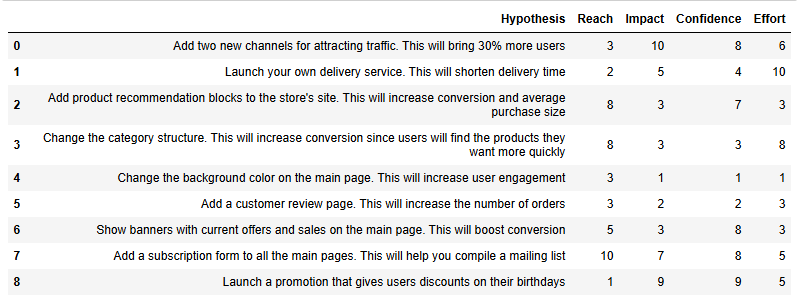 Hypothesis Reach Impact Confidence Effort
0 Add two new channels for attracting traffic. This will bring 30% more users 3 10 8 6
1 Launch your own delivery service. This will shorten delivery time 2 5 4 10
2 Add product recommendation blocks to the store's site. This will increase conversion and average
purchase size 8 3 7 3
3 Change the category structure. This will increase conversion since users will find the products they
want more quickly 8 3 3 8
4 Change the background color on the main page. This will increase user engagement 3 1 1 1
5 Add a customer review page. This will increase the number of orders 3 2 2 3
6 Show banners with current offers and sales on the main page. This will boost conversion 5 3 8 3
7 Add a subscription form to all the main pages. This will help you compile a mailing list 10 7 8 5
8 Launch a promotion that gives users discounts on their birthdays 1 9 9 5